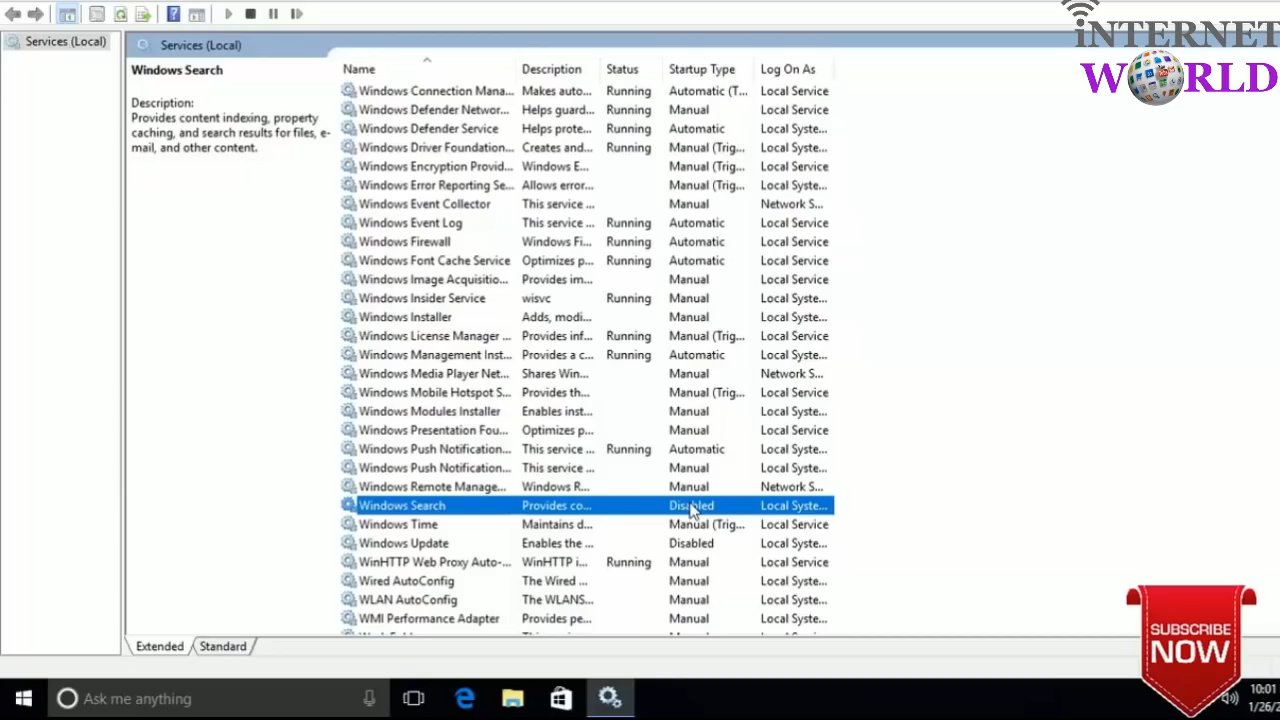 iNTERNET
WORLD
Services (Local)
Services (Local)
Windows Search
Description:
Provides content indexing, property
caching, and search results for files, e-
mail, and other content.
Name Description Status Startup Type Log On As
Windows Connection Mana... Makes auto... Running Automatic (T... Local Service
Windows Defender Networ... Helps guard... Running Manual Local Service
Windows Defender Service Helps prote... Running Automatic Local Syste...
Windows Driver Foundation... Creates and... Running Manual (Trig... Local Syste...
Windows Encryption Provid... Windows E... Manual (Trig... Local Service
Windows Error Reporting Se... Allows error... Manual (Trig... Local Syste...
Windows Event Collector This service ... Manual Network S...
Windows Event Log This service ... Running Automatic Local Service
Windows Firewall Windows Fi... Running Automatic Local Service
Windows Font Cache Service Optimizes p... Running Automatic Local Service
Windows Image Acquisitio... Provides im... Manual Local Service
Windows Insider Service wisvc Running Manual Local Syste...
Windows Installer Adds, modi... Manual Local Syste...
Windows License Manager ... Provides inf... Running Manual (Trig... Local Service
Windows Management Inst... Provides a c... Running Automatic Local Syste...
Windows Media Player Net... Shares Win... Manual Network S...
Windows Mobile Hotspot S... Provides th... Manual (Trig... Local Service
Windows Modules Installer Enables inst... Manual Local Syste...
Windows Presentation Fou... Optimizes p... Manual Local Service
Windows Push Notification... This service ... Running Automatic Local Syste...
Windows Push Notification... This service ... Manual Local Syste...
Windows Remote Manage... Windows R... Manual Network S...
Windows Search Provides co... Disabled Local Syste...
Windows Time Maintains d... Manual (Trig... Local Service
Windows Update Enables the ... Disabled Local Syste...
WinHTTP Web Proxy Auto-... WinHTTP i... Running Manual Local Service
Wired AutoConfig The Wired ... Manual Local Syste...
WLAN AutoConfig The WLANS... Manual Local Syste...
WMI Performance Adapter Provides pe... Manual Local Syste...
Extended Standard
SUBSCRIBE
NOW
Ask me anything
10:01
1/26/2